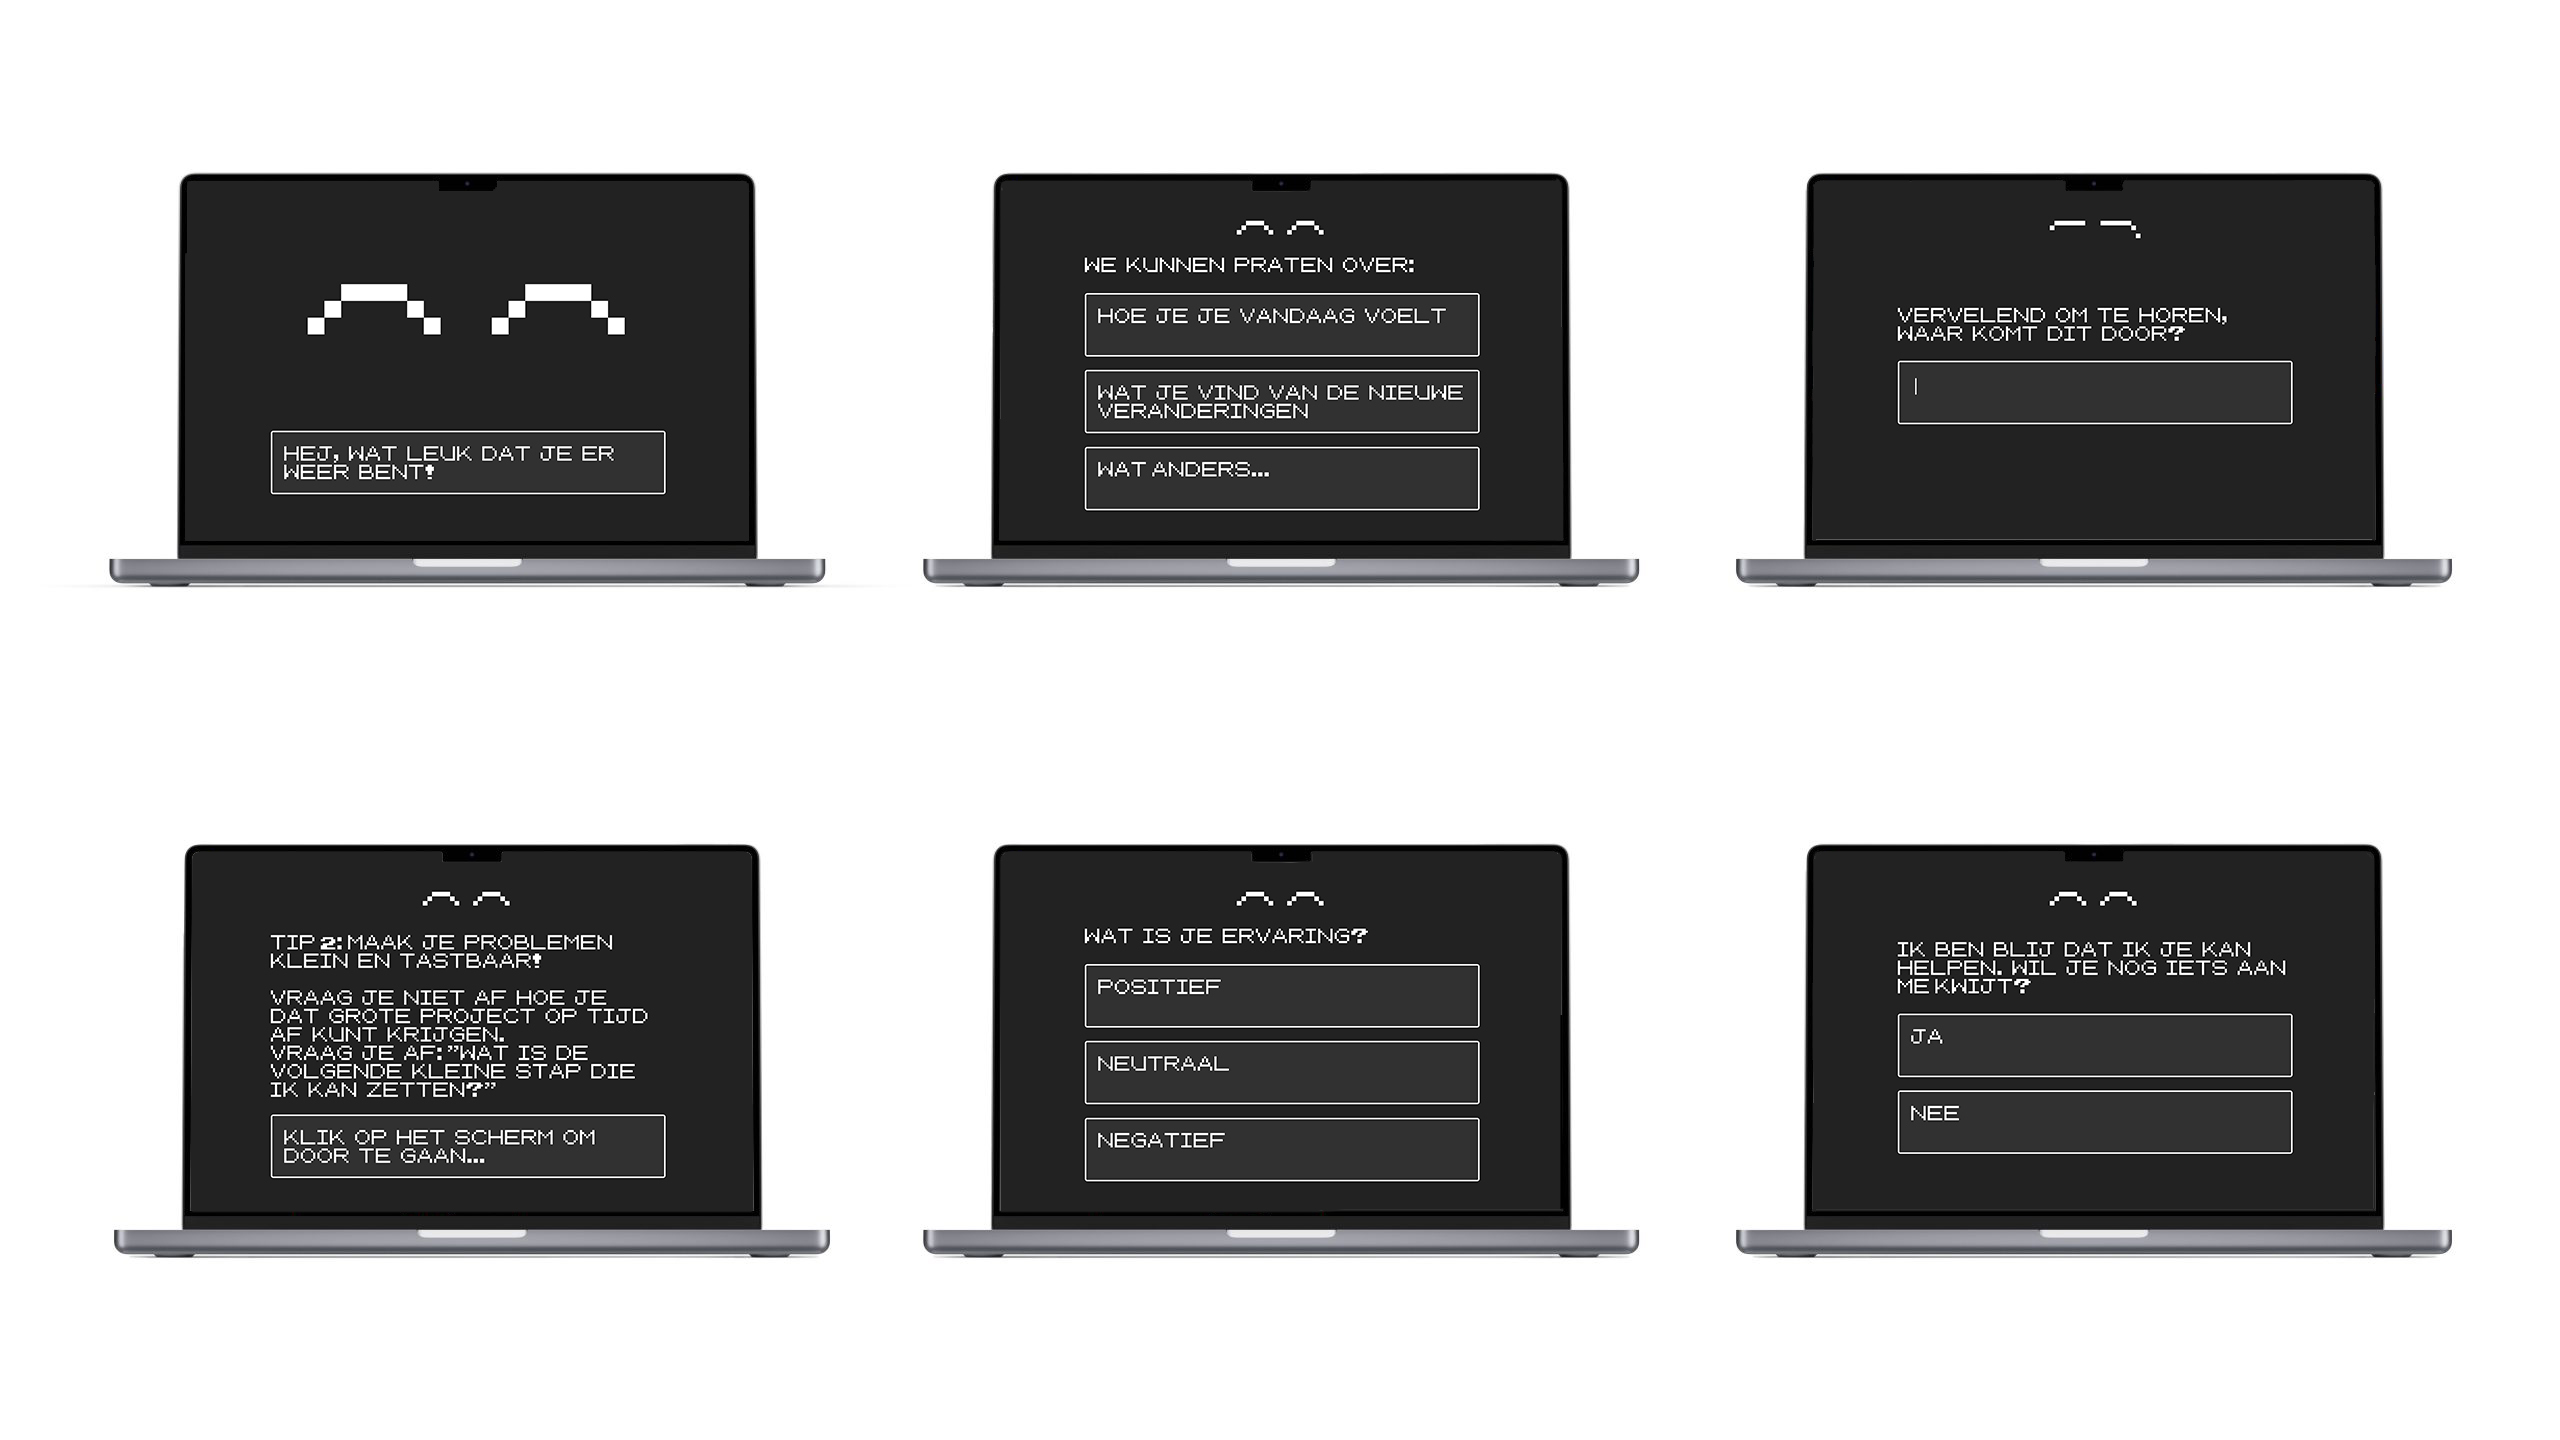 HEJ, WAT LEUK DAT JE ER
WEER BENT!
WE KUNNEN PRATEN OVER:
HOE JE JE VANDAAG VOELT
WAT JE VIND VAN DE NIEUWE
VERANDERINGEN
WAT ANDERS...
VERVELEND OM TE HOREN,
WAAR KOMT DIT DOOR?
TIP 2: MAAK JE PROBLEMEN
KLEIN EN TASTBAAR!
VRAAG JE NIET AF HOE JE
DAT GROTE PROJECT OP TIJD
AF KUNT KRIJGEN.
VRAAG JE AF: "WAT IS DE
VOLGENDE KLEINE STAP DIE
IK KAN ZETTEN?"
KLIK OP HET SCHERM OM
DOOR TE GAAN...
WAT IS JE ERVARING?
POSITIEF
NEUTRAAL
NEGATIEF
IK BEN BLIJ DAT IK JE KAN
HELPEN. WIL JE NOG IETS AAN
ME KWIJT?
JA
NEE